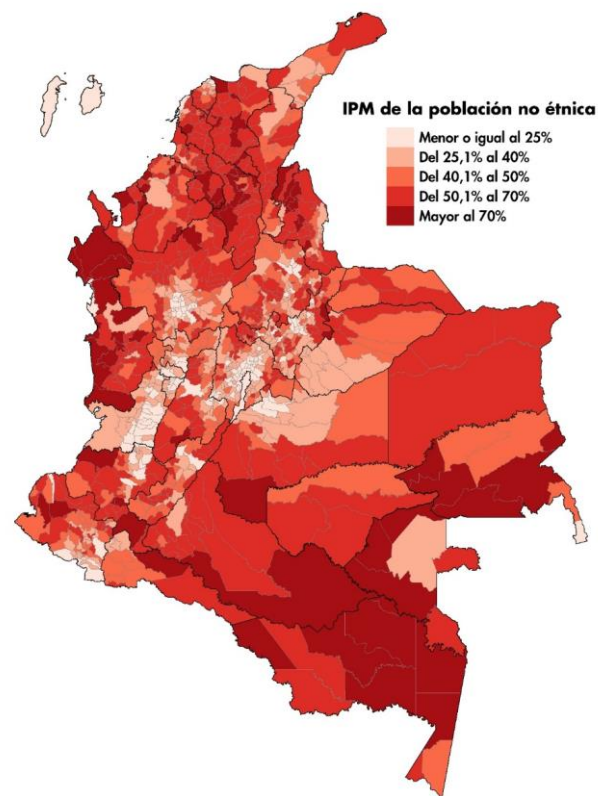 IPM de la población no étnica
Menor o igual al 25%
Del 25,1% al 40%
Del 40,1% al 50%
Del 50,1% al 70%
Mayor al 70%